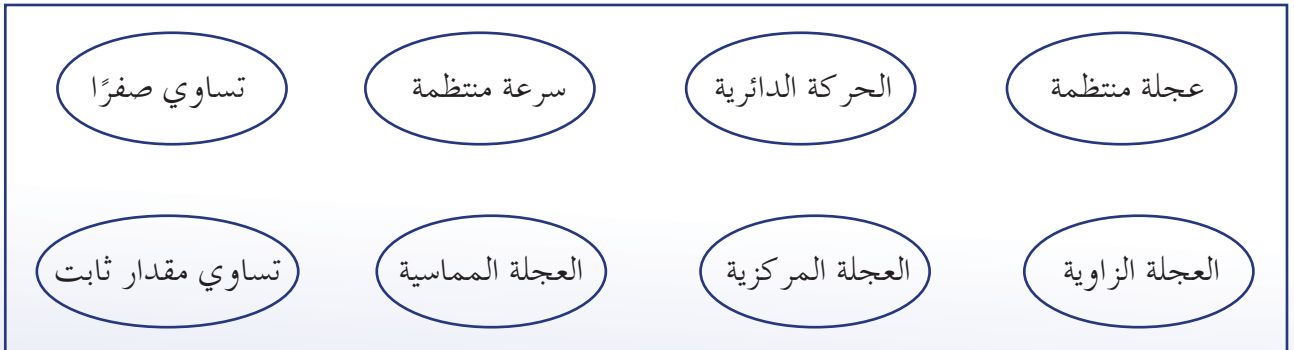 عجلة منتظمة
الحركة الدائرية
سرعة منتظمة
تساوي صفرًا
العجلة الزاوية
العجلة المركزية
العجلة المماسية
تساوي مقدار ثابت